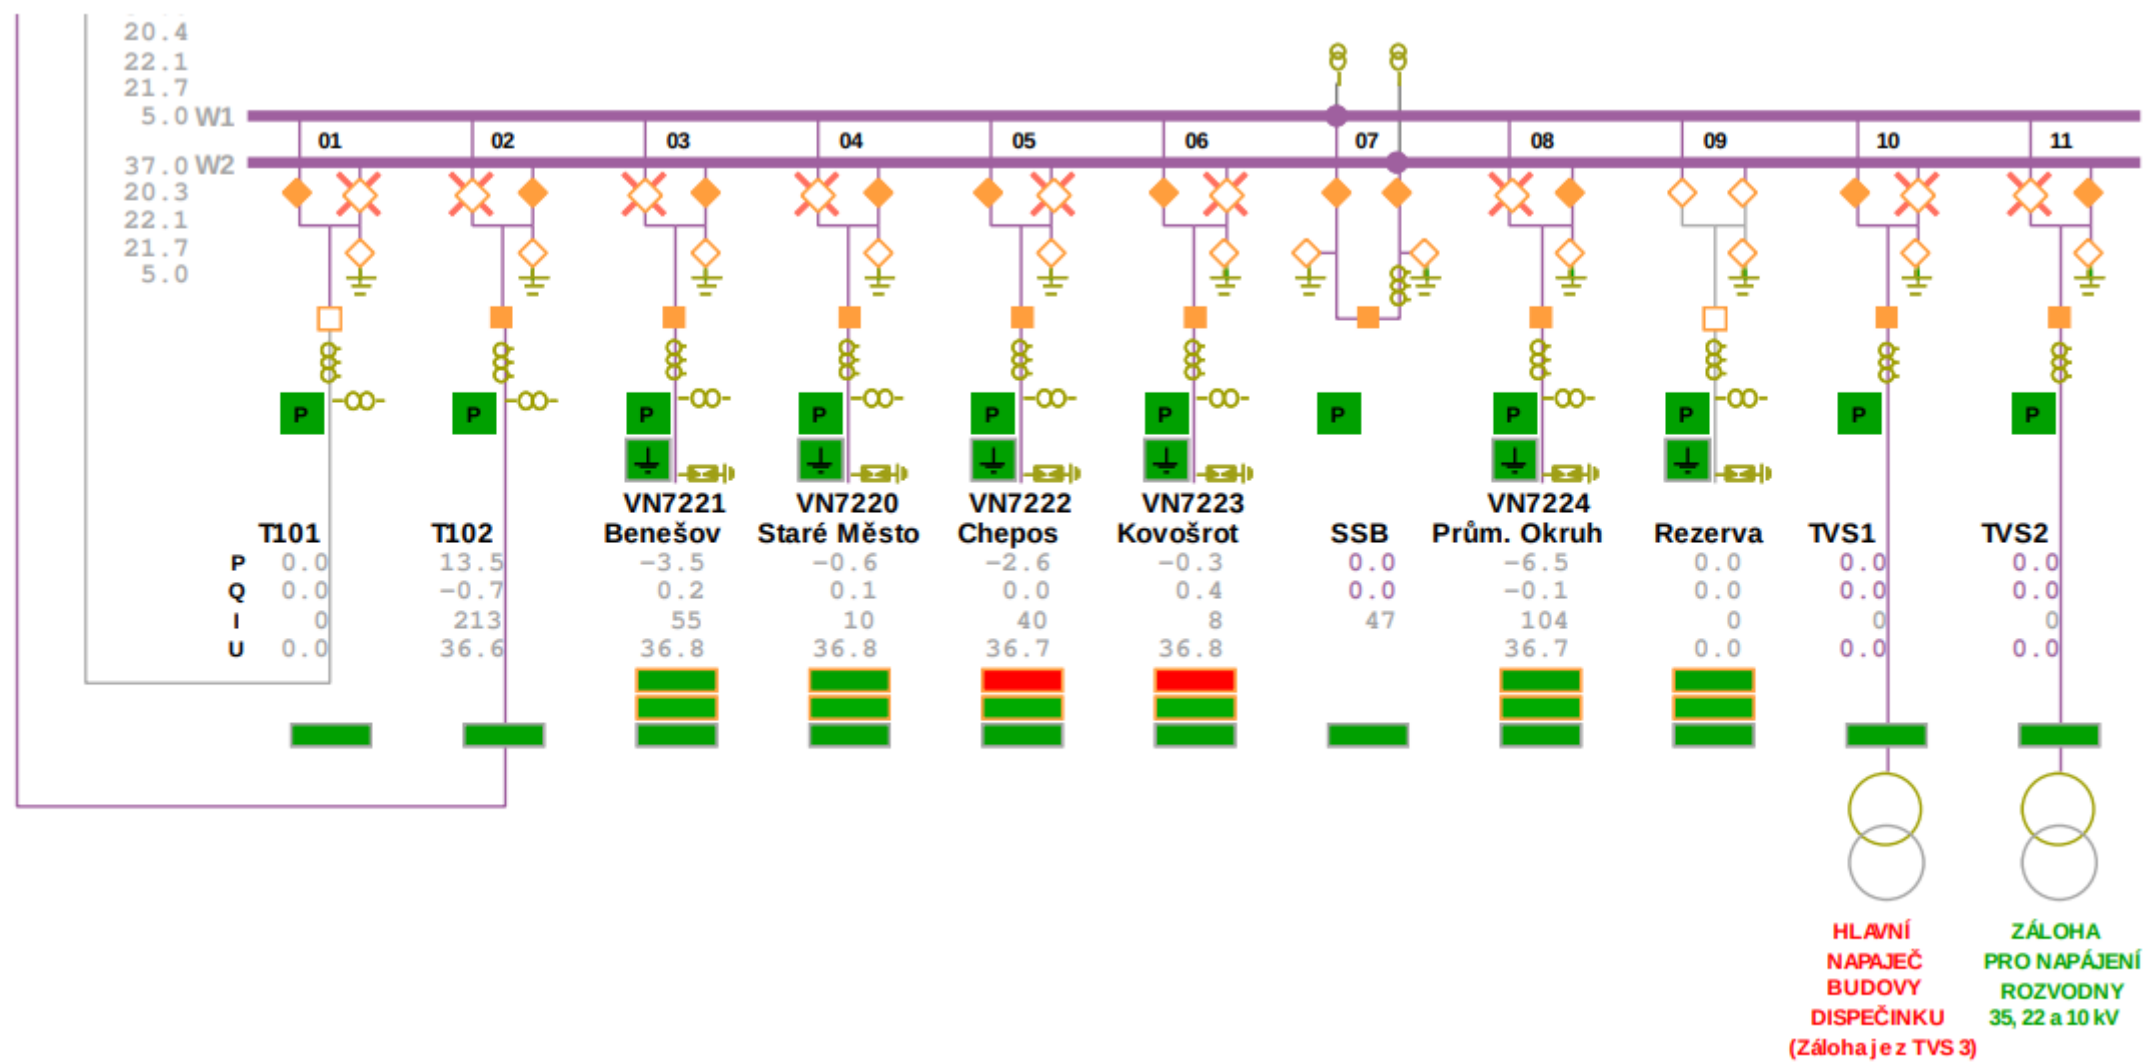 20.4
22.1
21.7
5.0 W1
01 02 03 04 05 06 07 08 09 10 11
37.0 W2
20.3
22.1
21.7
5.0
P P P P P P P P P P P
VN7221 VN7220 VN7222 VN7223 VN7224
T101 T102 Benešov Staré Město Chepos Kovošrot SSB Prům. Okruh Rezerva TVS1 TVS2
P 0.0 13.5 -3.5 -0.6 -2.6 -0.3 0.0 -6.5 0.0 0.0 0.0
Q 0.0 -0.7 0.2 0.1 0.0 0.4 0.0 -0.1 0.0 0.0 0.0
I 0 213 55 10 40 8 47 104 0 0 0
U 0.0 36.6 36.8 36.8 36.7 36.8 36.7 0.0 0.0 0.0
HLAVNÍ
NAPAJEČ
BUDOVY
DISPEČINKU
(Záloha je z TVS 3)
ZÁLOHA
PRO NAPÁJENÍ
ROZVODNY
35, 22 a 10 kV